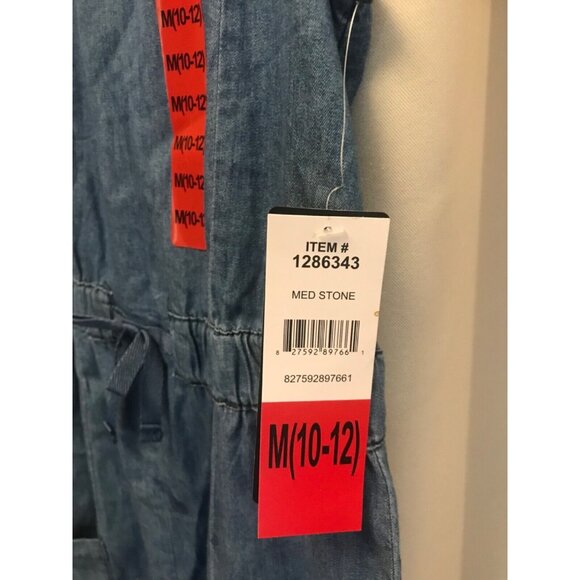 M(10-12)
M(10-12)
M(10-12
M(10-12
M(10-12
M(10-1
ITEM #
1286343
MED STONE
8 27592 89766 1
827592897661
M(10-12)